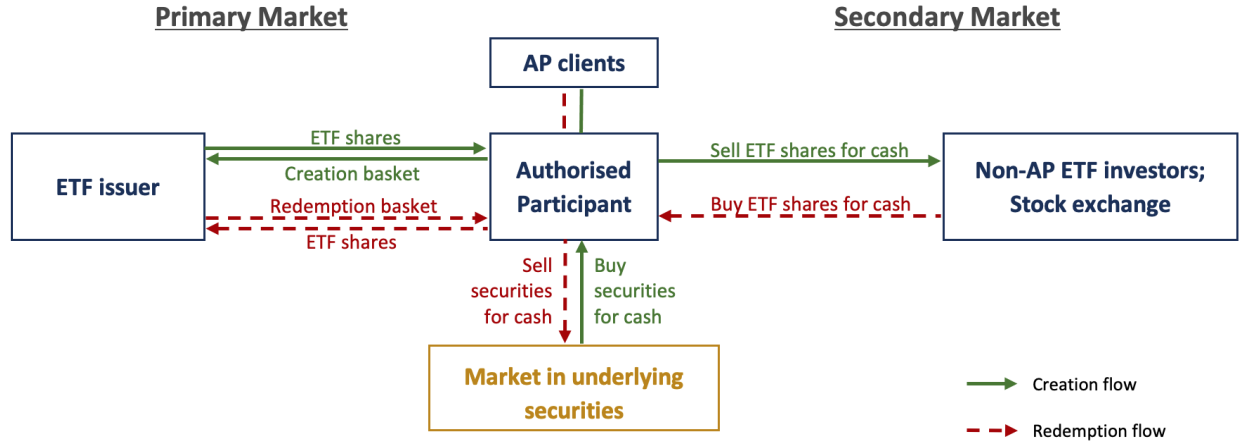 Primary Market
Secondary Market
AP clients
ETF shares
Creation basket
Redemption basket
ETF shares
ETF issuer
Authorised
Participant
Sell ETF shares for cash
Buy ETF shares for cash
Non-AP ETF investors;
Stock exchange
Sell
securities
for cash
Buy
securities
for cash
Market in underlying
securities
Creation flow
Redemption flow